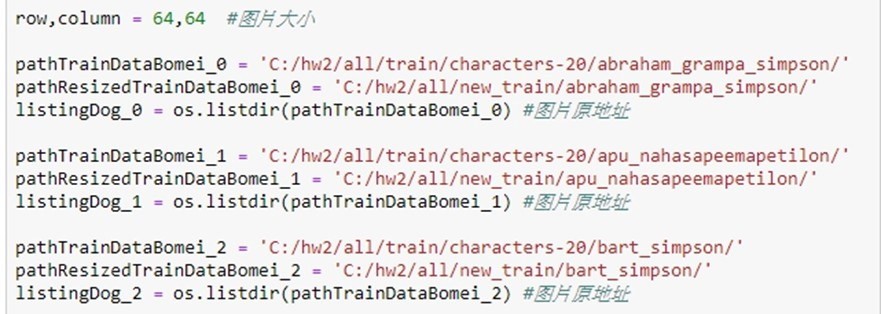 row,column = 64,64  #图片大小
pathTrainDataBomei_0 = 'C:/hw2/all/train/characters-20/abraham_grampa_simpson/'
pathResizedTrainDataBomei_0 = 'C:/hw2/all/new_train/abraham_grampa_simpson/'
listingDog_0 = os.listdir(pathTrainDataBomei_0) #图片原地址
pathTrainDataBomei_1 = 'C:/hw2/all/train/characters-20/apu_nahasapeemapetilon/'
pathResizedTrainDataBomei_1 = 'C:/hw2/all/new_train/apu_nahasapeemapetilon/'
listingDog_1 = os.listdir(pathTrainDataBomei_1) #图片原地址
pathTrainDataBomei_2 = 'C:/hw2/all/train/characters-20/bart_simpson/'
pathResizedTrainDataBomei_2 = 'C:/hw2/all/new_train/bart_simpson/'
listingDog_2 = os.listdir(pathTrainDataBomei_2) #图片原地址